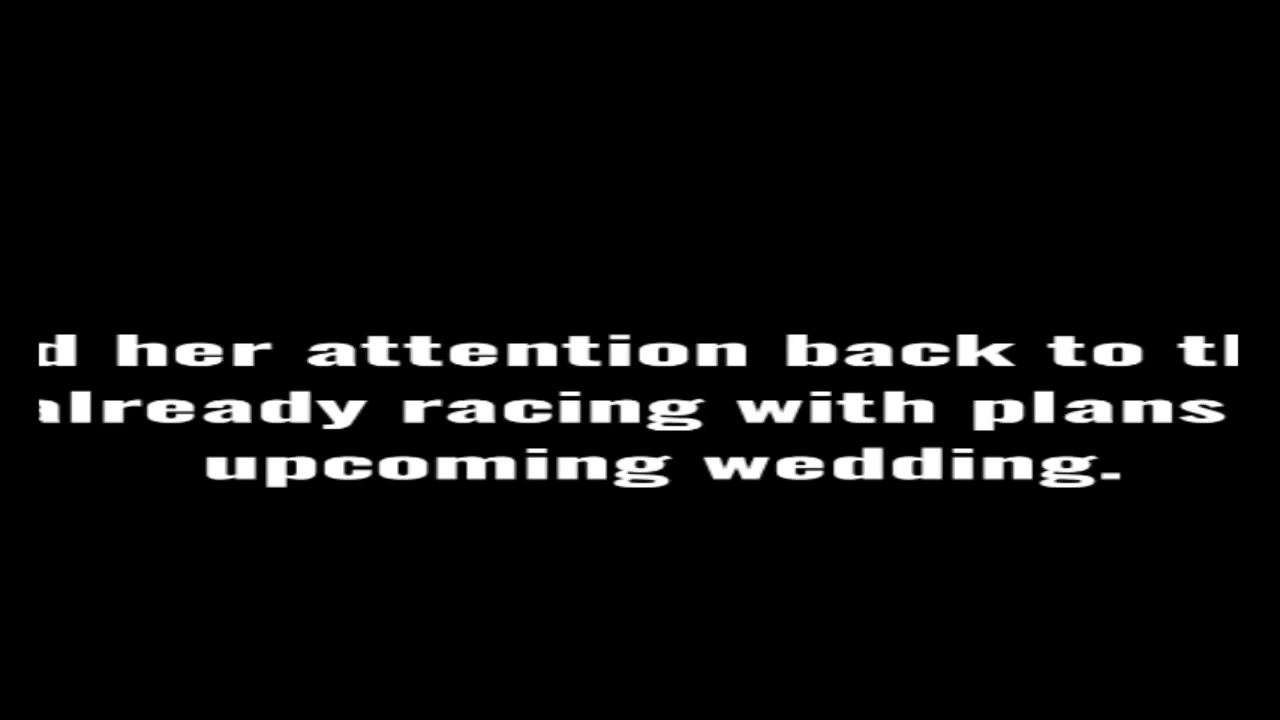 her attention back to
already racing with plans
upcoming wedding.